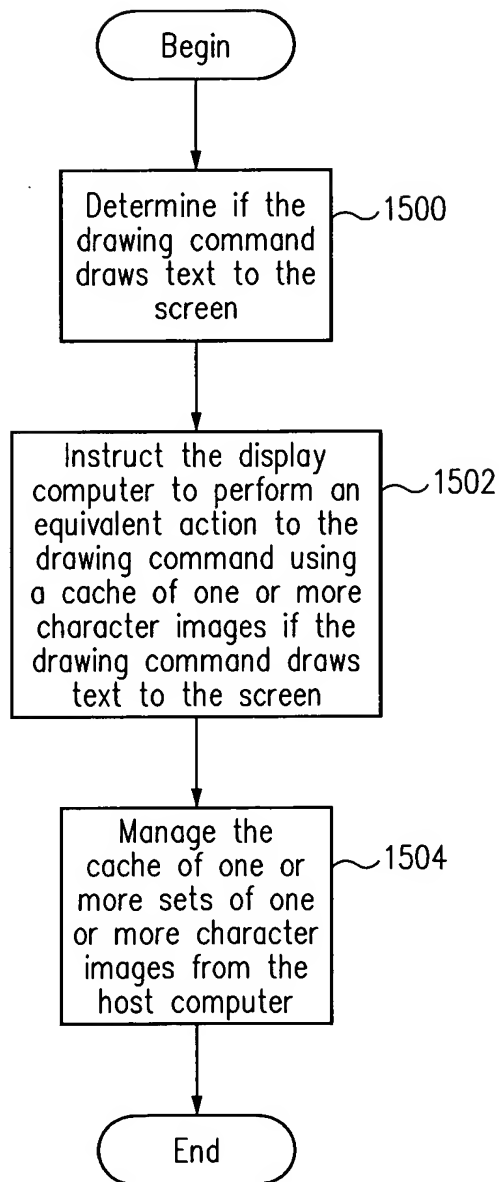 Begin
Determine if the
drawing command
draws text to the
screen
1500
Instruct the display
computer to perform an
equivalent action to the
drawing command using
a cache of one or more
character images if the
drawing command draws
text to the screen
1502
Manage the
cache of one or
more sets of one
or more character
images from the
host computer
1504
End